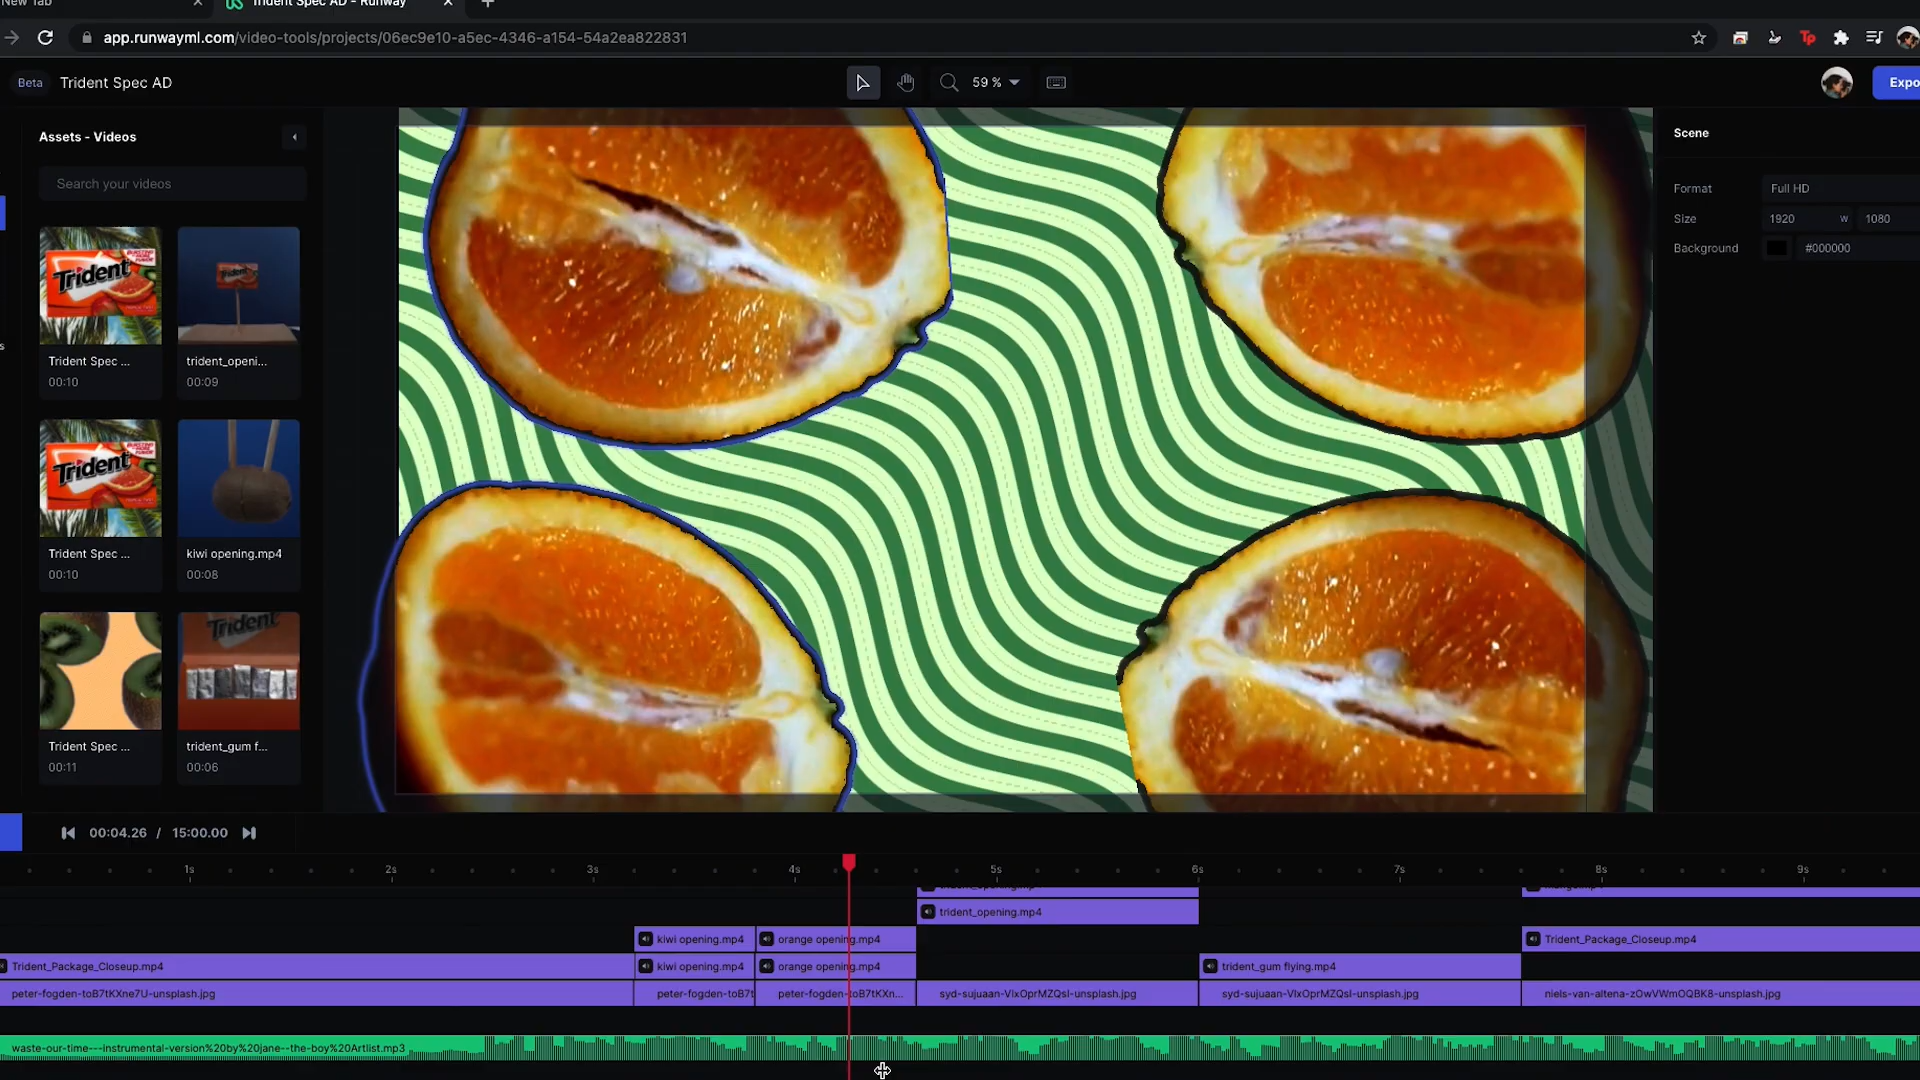 New Tab
Trident Spec AD - Runway
app.runwayml.com/video-tools/projects/06ec9e10-a5ec-4346-a154-54a2ea822831
Tp
Beta
Trident Spec AD
59 %
Expo
Assets - Videos
Search your videos
Trident
Trident Spec ...
00:10
trident_openi...
00:09
Trident
Trident Spec ...
00:10
kiwi opening.mp4
00:08
Trident Spec ...
00:11
Trident
trident_gum f...
00:06
Scene
Format
Full HD
Size
1920
W
1080
Background
#000000
00:04.26 / 15:00.00
1s
2s
3s
4s
5s
6s
7s
8s
9s
trident_opening.mp4
kiwi opening.mp4
orange opening.mp4
Trident_Package_Closeup.mp4
Trident_Package_Closeup.mp4
kiwi opening.mp4
orange opening.mp4
trident_gum flying.mp4
peter-fogden-toB7tKXne7U-unsplash.jpg
peter-fogden-toB7t
peter-fogden-toB7tKXn...
syd-sujuaan-VlxOprMZQsI-unsplash.jpg
syd-sujuaan-VlxOprMZQsI-unsplash.jpg
niels-van-altena-zOwVWmOQBK8-unsplash.jpg
waste-our-time---instrumental-version%20by%20jane--the-boy%20Artlist.mp3